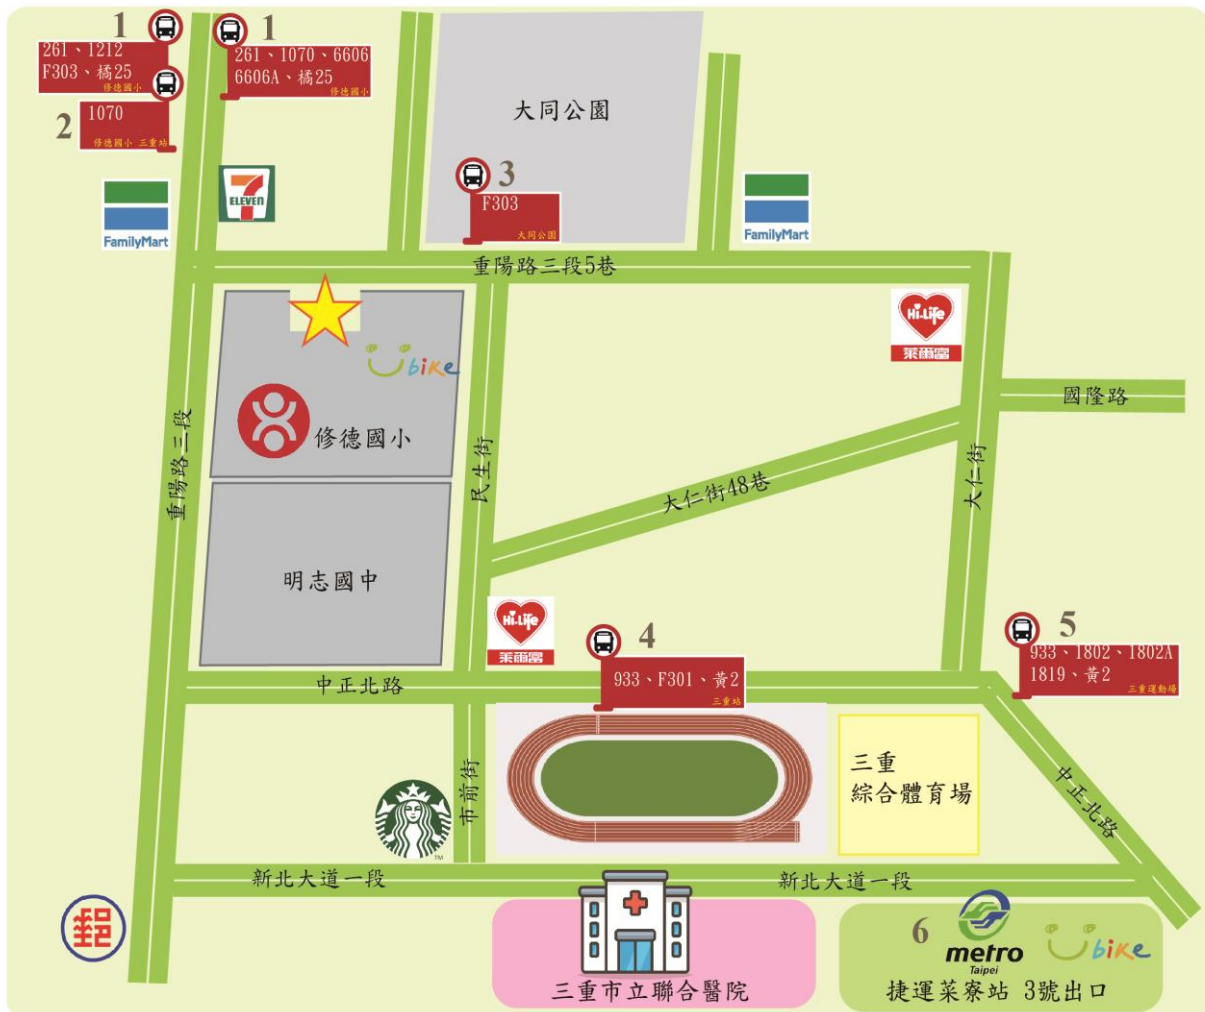 1
261、1212
F303、橘25
修德國小
2
1070
修德國小 三重站
1
261、1070、6606
6606A、橘25
修德國小
大同公園
3
F303
大同公園
FamilyMart
7
ELEVEN
FamilyMart
重陽路三段5巷
Hi-Life
萊爾富
Ubike
國隆路
修德國小
重陽路三段
民生街
大仁街48巷
大仁街
明志國中
Hi-Life
萊爾富
4
933、F301、黃2
三重站
5
933、1802、1802A
1819、黃2
三重運動場
中正北路
三重
綜合體育場
中正北路
市前街
TM
新北大道一段
新北大道一段
郵
三重市立聯合醫院
6
metro
Taipei
Ubike
捷運菜寮站 3號出口